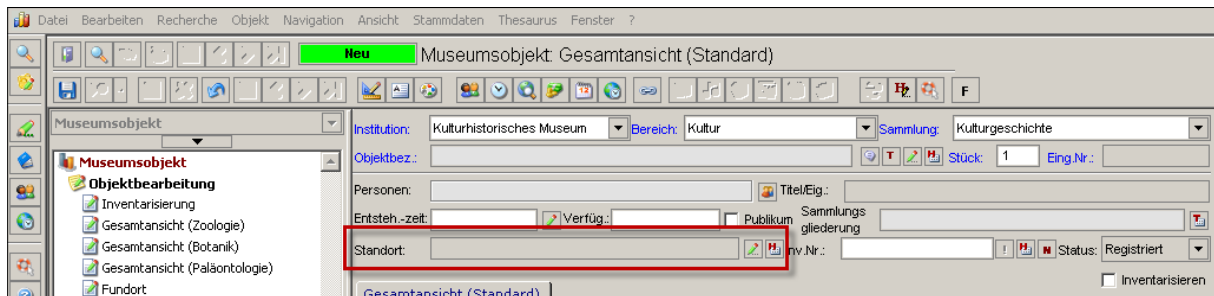 Datei Bearbeiten Recherche Objekt Navigation Ansicht Stammdaten Thesaurus Fenster ?
Neu Museumsobjekt: Gesamtansicht (Standard)
F
Museumsobjekt
Institution: Kulturhistorisches Museum Bereich: Kultur Sammlung: Kulturgeschichte
Museumsobjekt
Objektbez.: T Stück: 1 Eing.Nr.:
Objektbearbeitung
Personen: Titel/Eig.:
Inventarisierung
Entsteh.-zeit: Verfüg.: Publikum Sammlungs
gliederung
Gesamtansicht (Zoologie)
Gesamtansicht (Botanik)
Standort: nv.Nr.: ! N Status: Registriert
Gesamtansicht (Paläontologie)
Inventarisieren
Fundort
Gesamtansicht (Standard)